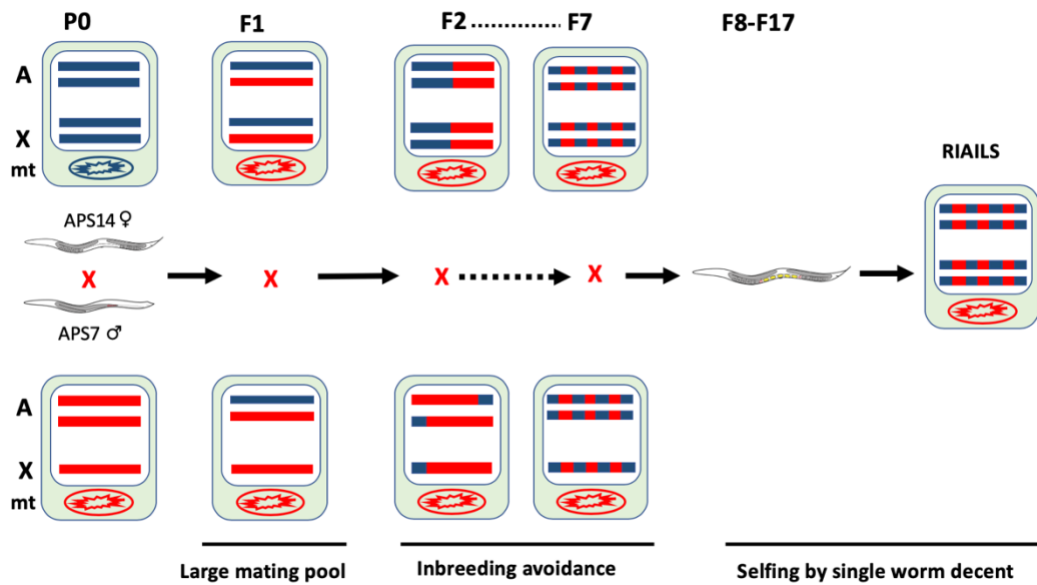 P0 F1 F2 F7 F8-F17
A
X
mt
RIAILS
APS14 ♀
X X X X
APS7 ♂
A
X
mt
Large mating pool Inbreeding avoidance Selfing by single worm decent